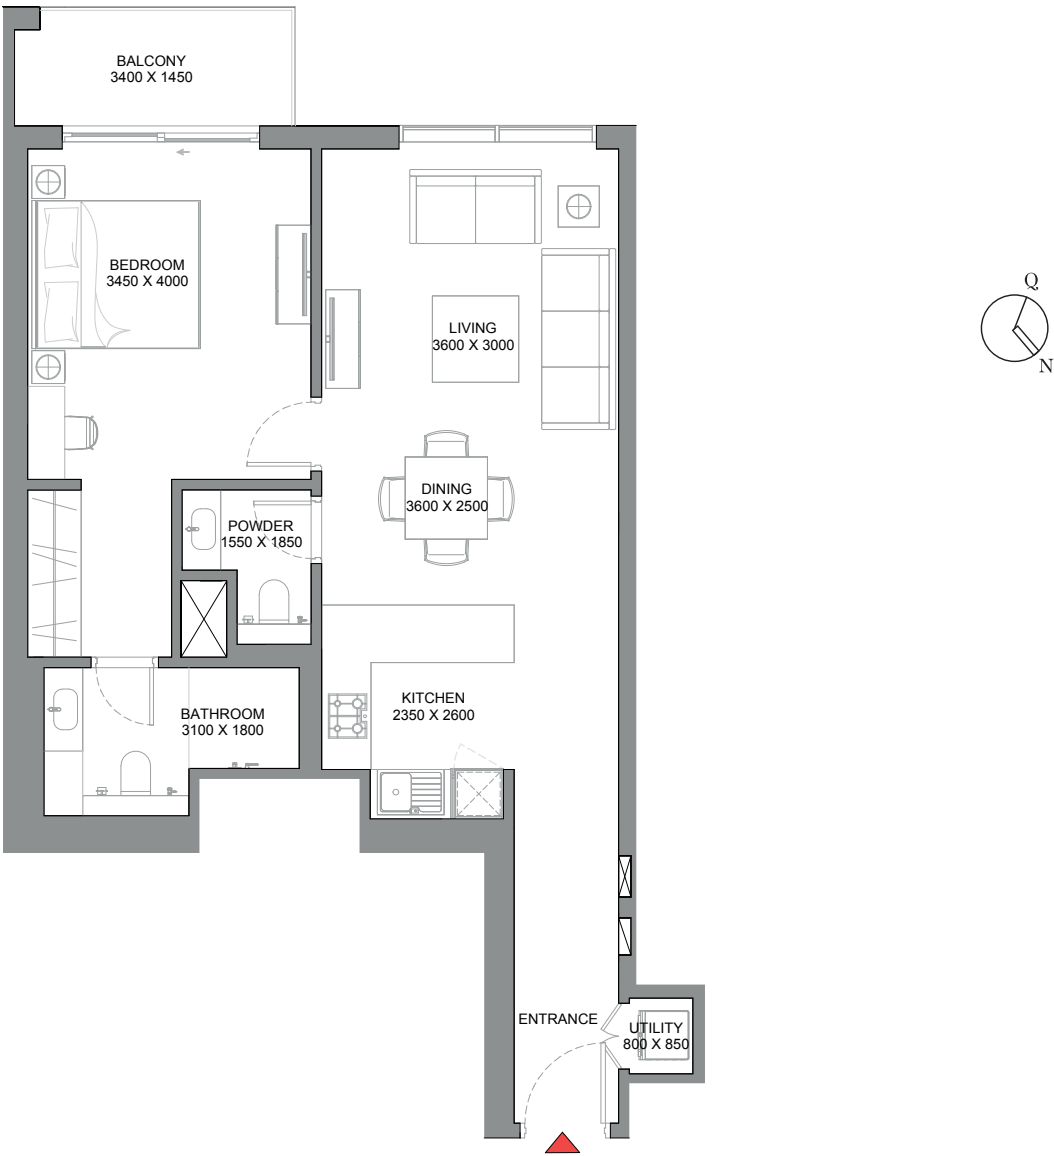 BALCONY
3400 X 1450
BEDROOM
3450 X 4000
LIVING
3600 X 3000
Q
N
DINING
3600 X 2500
POWDER
1550 X 1850
KITCHEN
2350 X 2600
BATHROOM
3100 X 1800
ENTRANCE
UTILITY
800 X 850